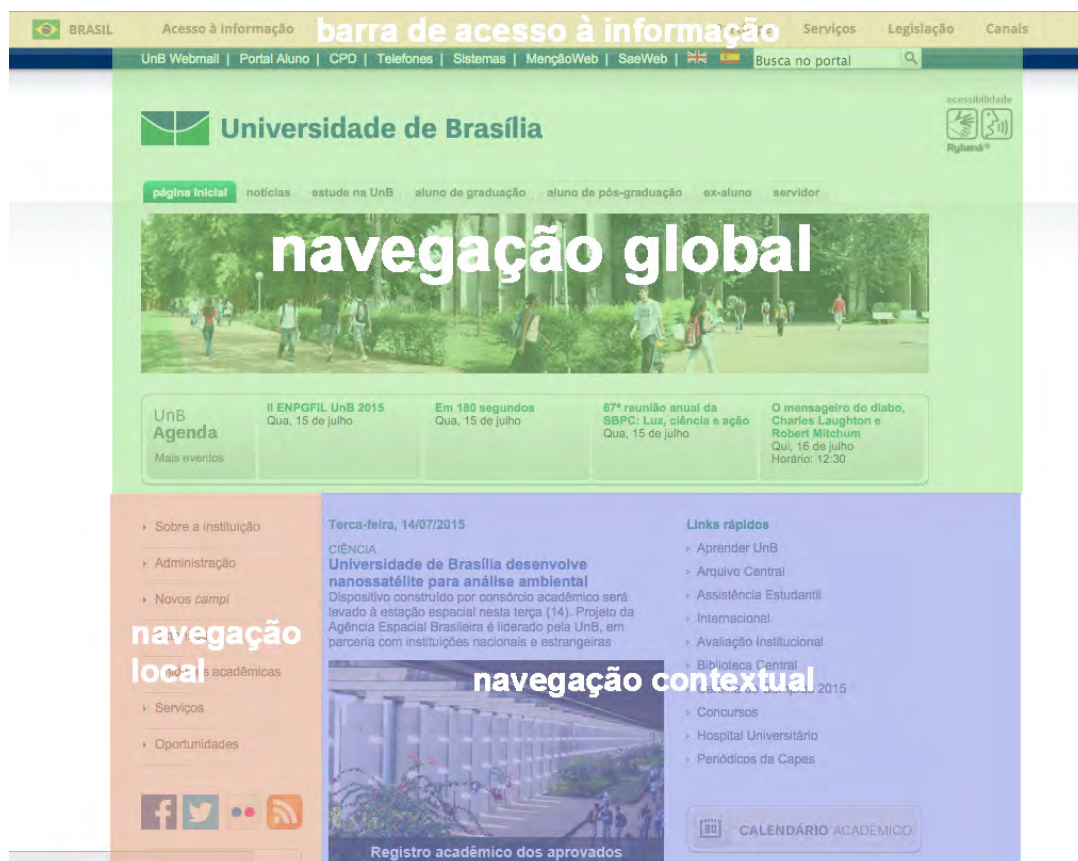 BRASIL Acesso à informação Serviços Legislação Canais
barra de acesso à informação
UnB Webmail | Portal Aluno | CPD | Telefones | Sistemas | MençãoWeb | SaeWeb | Busca no portal
acessibilidade
Rybená
Universidade de Brasília
página inicial notícias estude na UnB aluno de graduação aluno de pós-graduação ex-aluno servidor
navegação global
UnB
Agenda
Mais eventos
II ENPGFIL UnB 2015
Qua, 15 de julho
Em 180 segundos
Qua, 15 de julho
67ª reunião anual da
SBPC: Luz, ciência e ação
Qua, 15 de julho
O mensageiro do diabo,
Charles Laughton e
Robert Mitchum
Qui, 16 de julho
Horário: 12:30
Sobre a instituição
Administração
Novos campi
navegação
local
acadêmicas
Serviços
Oportunidades
Terca-feira, 14/07/2015
CIÊNCIA
Universidade de Brasília desenvolve
nanossatélite para análise ambiental
Dispositivo construído por consórcio acadêmico será
levado à estação espacial nesta terça (14). Projeto da
Agência Espacial Brasileira é liderado pela UnB, em
parceria com instituições nacionais e estrangeiras
navegação contextual
Registro acadêmico dos aprovados
Links rápidos
Aprender UnB
Arquivo Central
Assistência Estudantil
Internacional
Avaliação Institucional
Biblioteca Central
2015
Concursos
Hospital Universitário
Periódicos da Capes
30 CALENDÁRIO ACADÊMICO